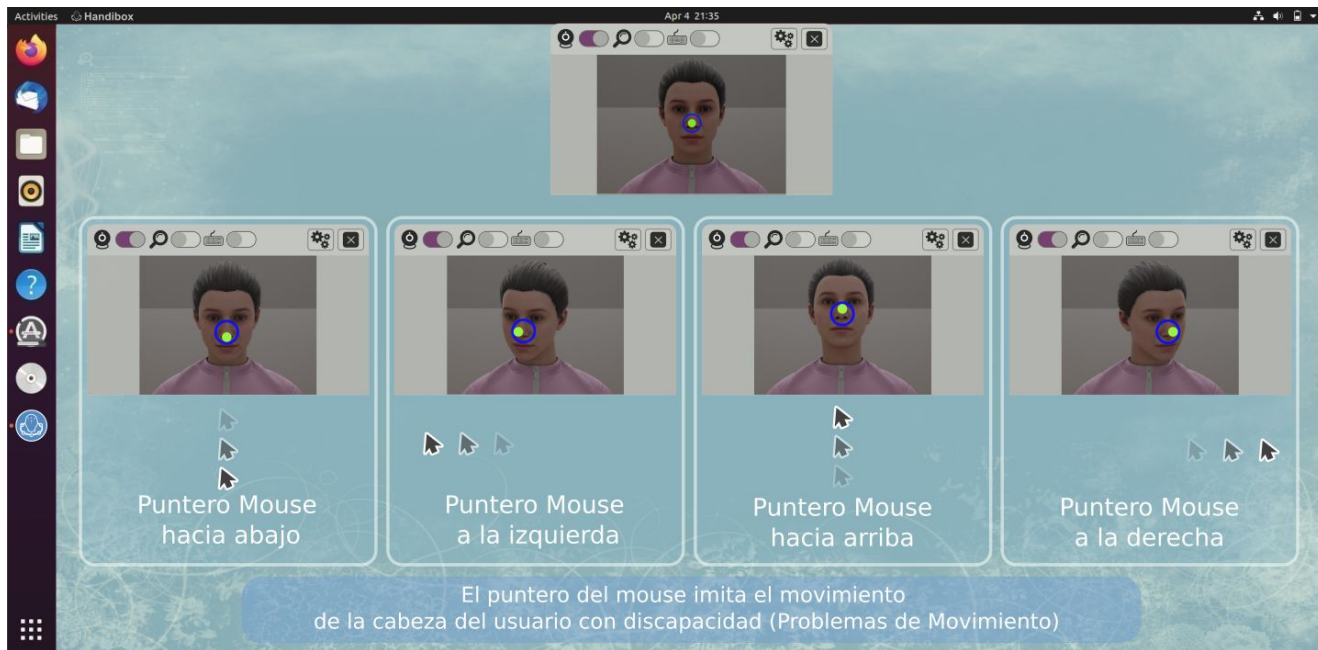 Activities
Handibox
Apr 4 21:35
Puntero Mouse
hacia abajo
Puntero Mouse
a la izquierda
Puntero Mouse
hacia arriba
Puntero Mouse
a la derecha
El puntero del mouse imita el movimiento
de la cabeza del usuario con discapacidad (Problemas de Movimiento)